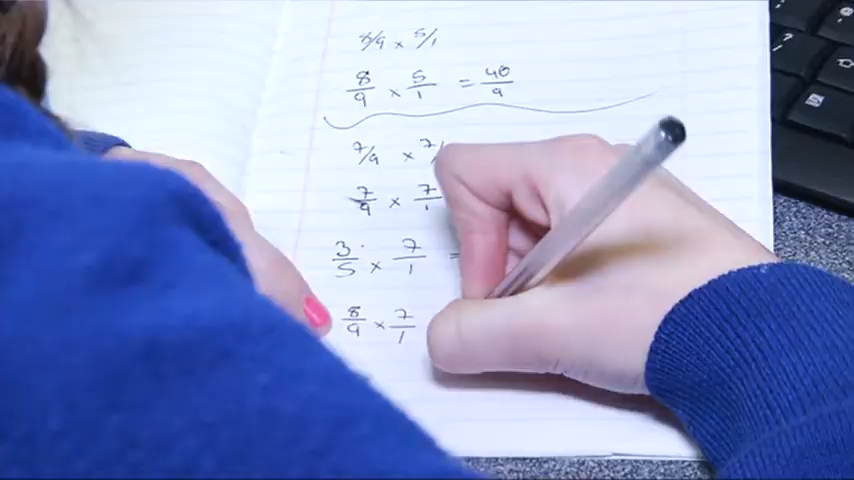 8/9 × 5/1
8/9 × 5/1 = 40/9
7/9 × 7/
7/9 × 7/1
3/5 × 7/1 =
8/9 × 7/1